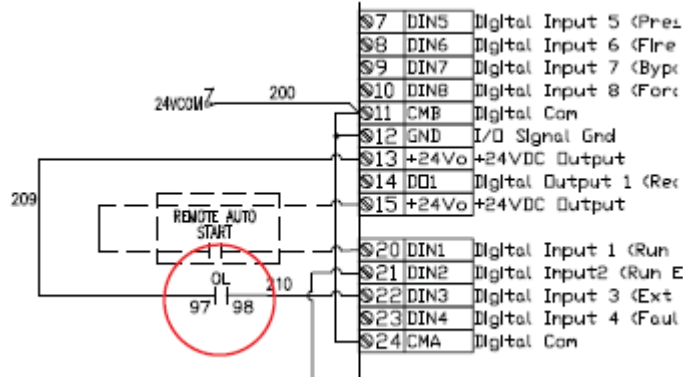 7 DIN5 Digital Input 5 (Pres
8 DIN6 Digital Input 6 (Fire
9 DIN7 Digital Input 7 (Bypa
10 DIN8 Digital Input 8 (Forc
24VCOM 7 200
11 CMB Digital Com
12 GND I/O Signal Gnd
13 +24Vo +24VDC Output
14 DO1 Digital Output 1 (Rec
209
15 +24Vo +24VDC Output
REMOTE AUTO
START
20 DIN1 Digital Input 1 (Run
21 DIN2 Digital Input2 (Run E
OL
210
97 98
22 DIN3 Digital Input 3 (Ext
23 DIN4 Digital Input 4 (Faul
24 CMA Digital Com